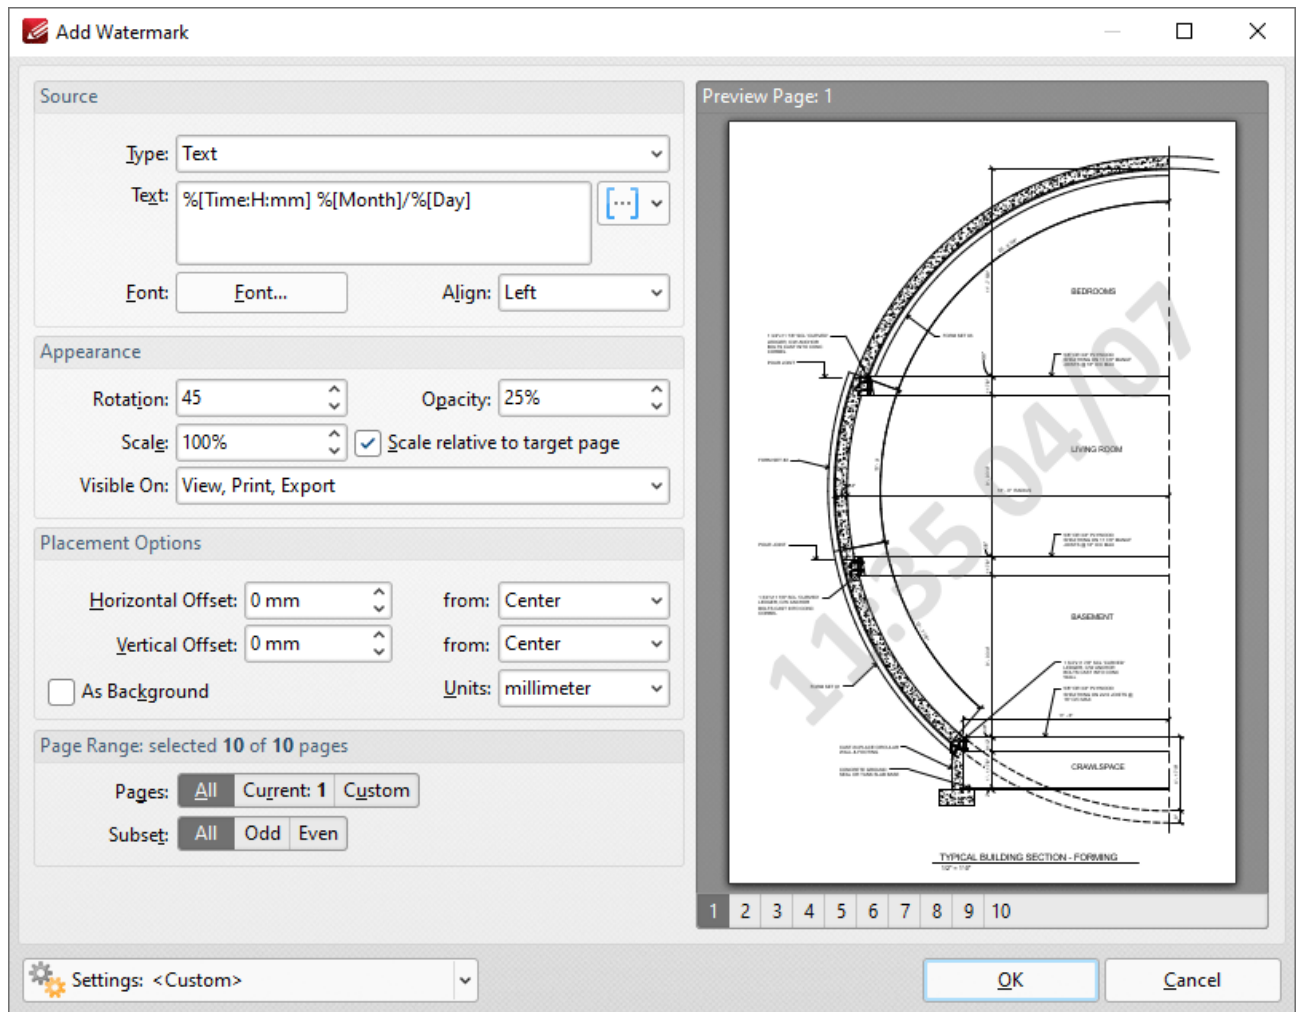 Add Watermark
Source
Type: Text
Text: %[Time:H:mm] %[Month]/%[Day]
Font: Font... Align: Left
Appearance
Rotation: 45 Opacity: 25%
Scale: 100% Scale relative to target page
Visible On: View, Print, Export
Placement Options
Horizontal Offset: 0 mm from: Center
Vertical Offset: 0 mm from: Center
As Background Units: millimeter
Page Range: selected 10 of 10 pages
Pages: All Current: 1 Custom
Subset: All Odd Even
Preview Page: 1
BEDROOMS
LIVING ROOM
BASEMENT
CRAWLSPACE
11:35 04/07
TYPICAL BUILDING SECTION - FORMING
1 2 3 4 5 6 7 8 9 10
Settings: <Custom>
OK Cancel